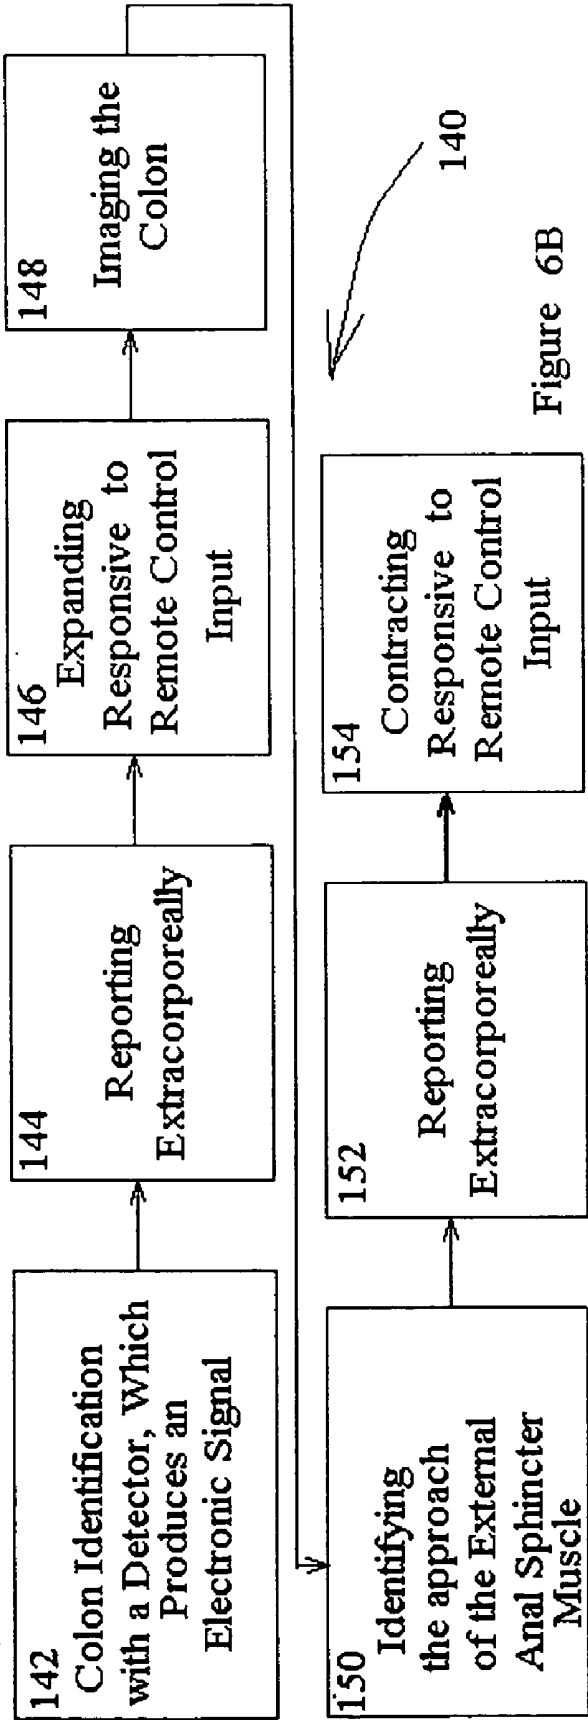 142
Colon Identification
with a Detector, Which
Produces an
Electronic Signal
144
Reporting
Extracorporeally
146
Expanding
Responsive to
Remote Control
Input
148
Imaging the
Colon
150
Identifying
the approach
of the External
Anal Sphincter
Muscle
152
Reporting
Extracorporeally
154
Contracting
Responsive to
Remote Control
Input
140
Figure 6B